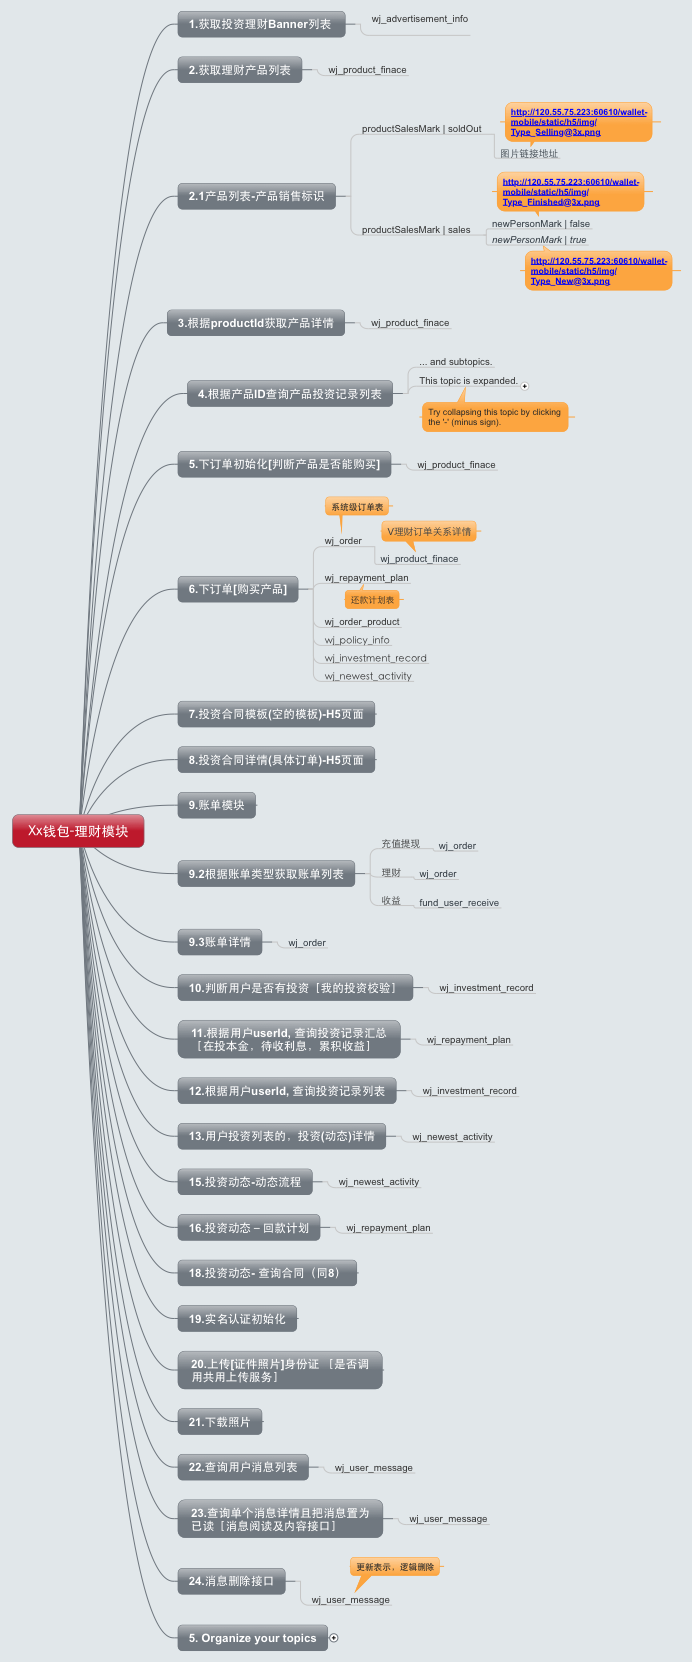 1.获取投资理财Banner列表
wj_advertisement_info
2.获取理财产品列表
wj_product_finace
2.1产品列表-产品销售标识
productSalesMark | soldOut
http://120.55.75.223:60610/wallet-
mobile/static/h5/img/
Type_Selling@3x.png
图片链接地址
http://120.55.75.223:60610/wallet-
mobile/static/h5/img/
Type_Finished@3x.png
productSalesMark | sales
newPersonMark | false
newPersonMark | true
http://120.55.75.223:60610/wallet-
mobile/static/h5/img/
Type_New@3x.png
3.根据productId获取产品详情
wj_product_finace
4.根据产品ID查询产品投资记录列表
... and subtopics.
This topic is expanded.
Try collapsing this topic by clicking
the '-' (minus sign).
5.下订单初始化[判断产品是否能购买]
wj_product_finace
6.下订单[购买产品]
系统级订单表
wj_order
V理财订单关系详情
wj_product_finace
wj_repayment_plan
还款计划表
wj_order_product
wj_policy_info
wj_investment_record
wj_newest_activity
7.投资合同模板(空的模板)-H5页面
8.投资合同详情(具体订单)-H5页面
9.账单模块
Xx钱包-理财模块
9.2根据账单类型获取账单列表
充值提现
wj_order
理财
wj_order
收益
fund_user_receive
9.3账单详情
wj_order
10.判断用户是否有投资［我的投资校验］
wj_investment_record
11.根据用户userId, 查询投资记录汇总
［在投本金，待收利息，累积收益］
wj_repayment_plan
12.根据用户userId, 查询投资记录列表
wj_investment_record
13.用户投资列表的，投资(动态)详情
wj_newest_activity
15.投资动态-动态流程
wj_newest_activity
16.投资动态 – 回款计划
wj_repayment_plan
18.投资动态- 查询合同（同8）
19.实名认证初始化
20.上传[证件照片]身份证 ［是否调
用共用上传服务］
21.下载照片
22.查询用户消息列表
wj_user_message
23.查询单个消息详情且把消息置为
已读［消息阅读及内容接口］
wj_user_message
24.消息删除接口
更新表示，逻辑删除
wj_user_message
5. Organize your topics